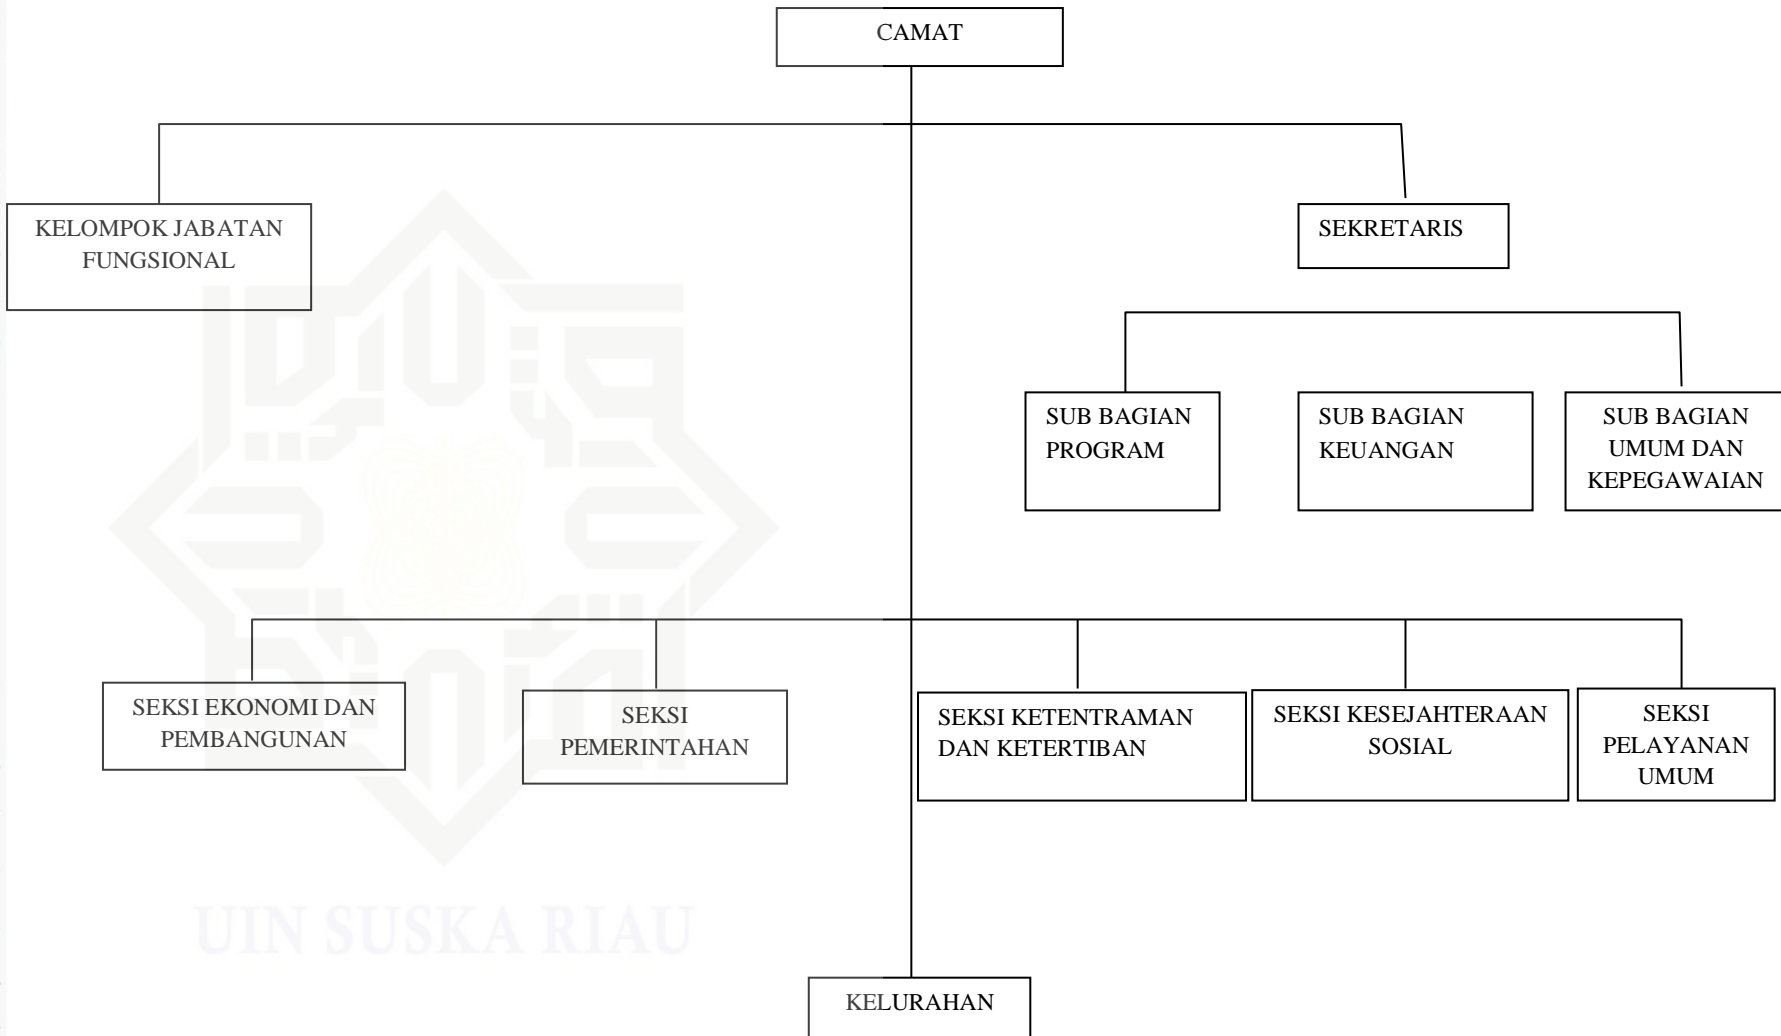 CAMAT
KELOMPOK JABATAN
FUNGSIONAL
SEKRETARIS
SUB BAGIAN
PROGRAM
SUB BAGIAN
KEUANGAN
SUB BAGIAN
UMUM DAN
KEPEGAWAIAN
SEKSI EKONOMI DAN
PEMBANGUNAN
SEKSI
PEMERINTAHAN
SEKSI KETENTRAMAN
DAN KETERTIBAN
SEKSI KESEJAHTERAAN
SOSIAL
SEKSI
PELAYANAN
UMUM
UIN SUSKA RIAU
KELURAHAN